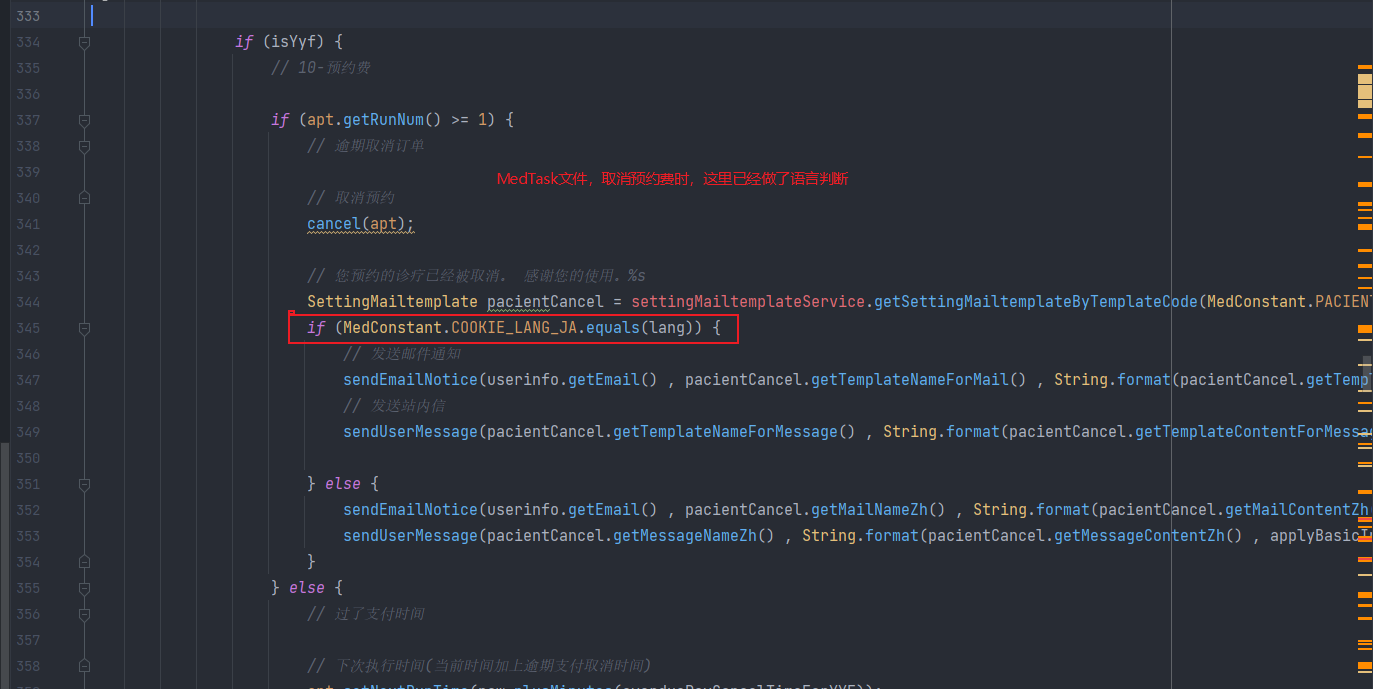 333
334 if (isYyf) {
335 // 10-预约费
336
337 if (apt.getRunNum() >= 1) {
338 // 逾期取消订单
339
MedTask文件，取消预约费时，这里已经做了语言判断
340 // 取消预约
341 cancel(apt);
342
343 // 您预约的诊疗已经被取消. 感谢您的使用. %s
344 SettingMailtemplate pacientCancel = settingMailtemplateService.getSettingMailtemplateByTemplateCode(MedConstant.PACIEN
345 if (MedConstant.COOKIE_LANG_JA.equals(lang)) {
346 // 发送邮件通知
347 sendEmailNotice(userinfo.getEmail() , pacientCancel.getTemplateNameForMail() , String.format(pacientCancel.getTemp
348 // 发送站内信
349 sendUserMessage(pacientCancel.getTemplateNameForMessage() , String.format(pacientCancel.getTemplateContentForMessa
350
351 } else {
352 sendEmailNotice(userinfo.getEmail() , pacientCancel.getMailNameZh() , String.format(pacientCancel.getMailContentZh
353 sendUserMessage(pacientCancel.getMessageNameZh() , String.format(pacientCancel.getMessageContentZh() , applyBasicI
354 }
355 } else {
356 // 过了支付时间
357
358 // 下次执行时间(当前时间加上逾期支付取消时间)